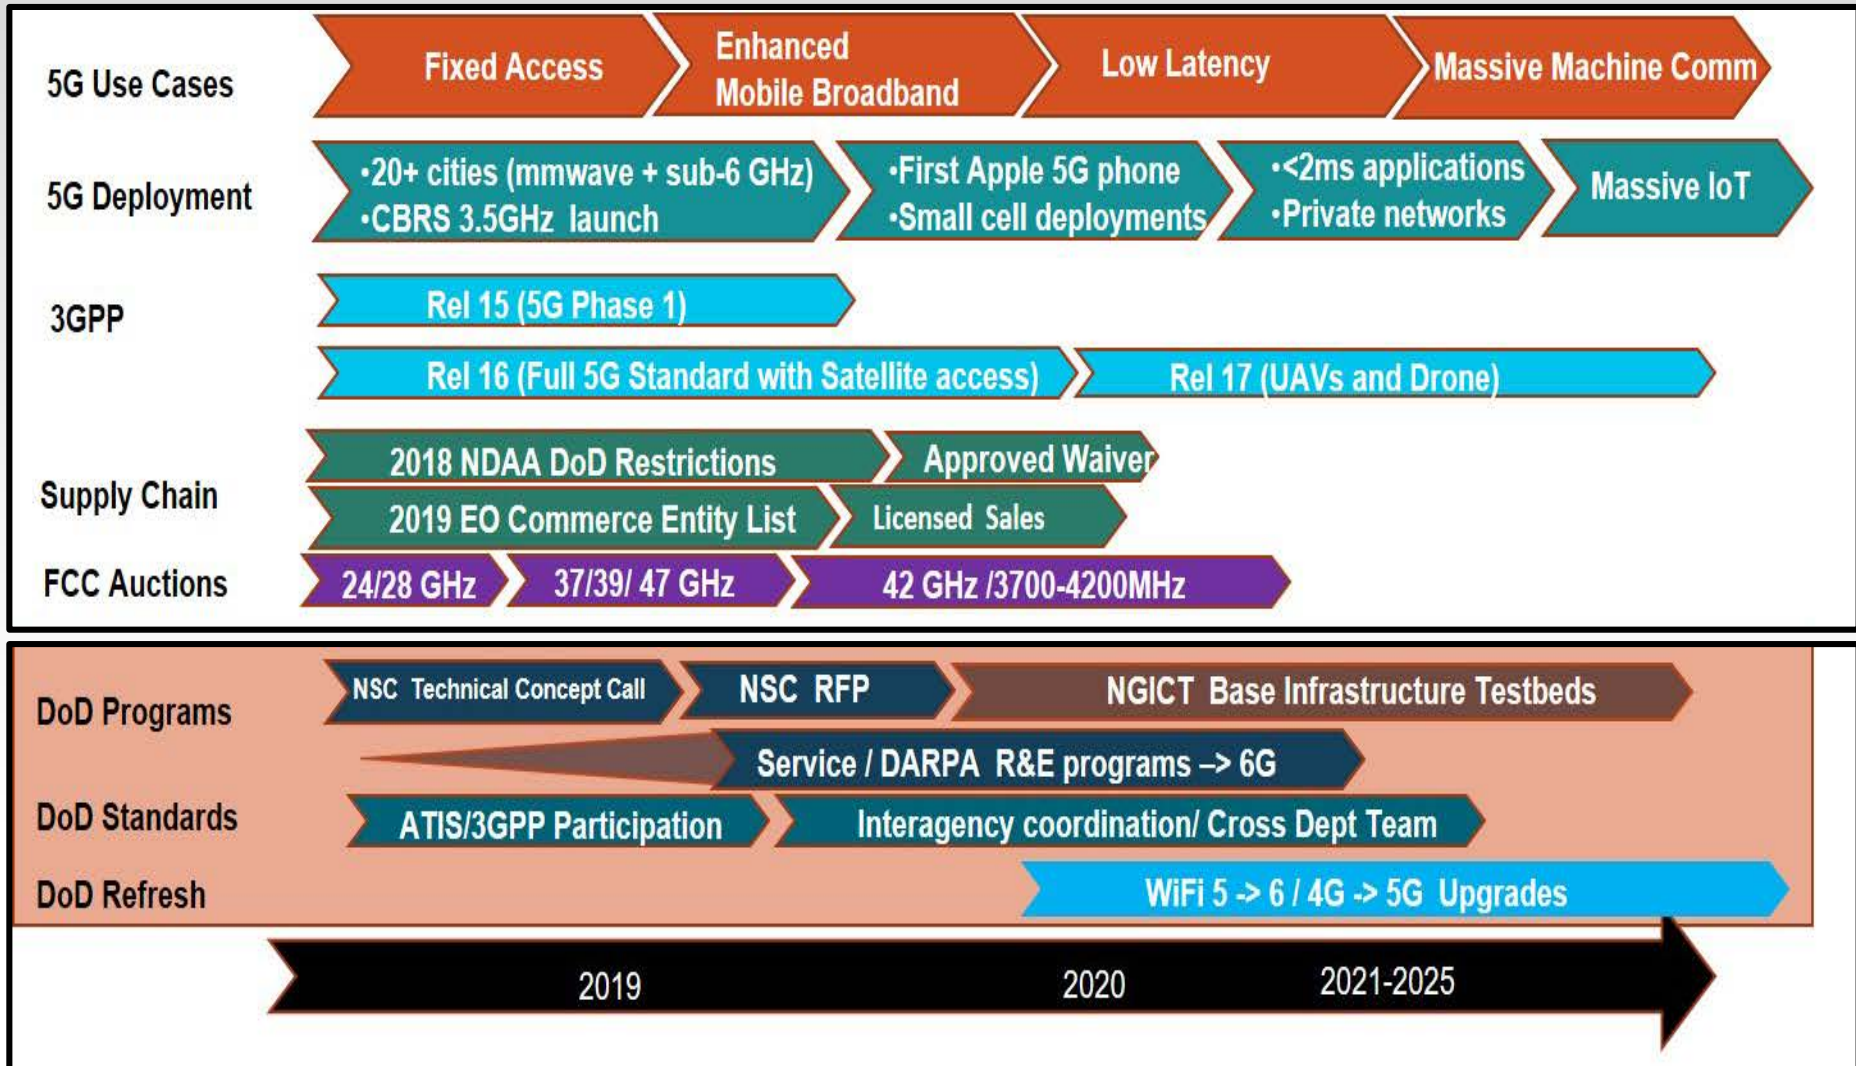 5G Use Cases
Fixed Access
Enhanced
Mobile Broadband
Low Latency
Massive Machine Comm
5G Deployment
•20+ cities (mmwave + sub-6 GHz)
•CBRS 3.5GHz launch
•First Apple 5G phone
•Small cell deployments
•<2ms applications
•Private networks
Massive IoT
3GPP
Rel 15 (5G Phase 1)
Rel 16 (Full 5G Standard with Satellite access)
Rel 17 (UAVs and Drone)
Supply Chain
2018 NDAA DoD Restrictions
Approved Waiver
2019 EO Commerce Entity List
Licensed Sales
FCC Auctions
24/28 GHz
37/39/ 47 GHz
42 GHz /3700-4200MHz
DoD Programs
NSC Technical Concept Call
NSC RFP
NGICT Base Infrastructure Testbeds
Service / DARPA R&E programs –> 6G
DoD Standards
ATIS/3GPP Participation
Interagency coordination/ Cross Dept Team
DoD Refresh
WiFi 5 -> 6 / 4G -> 5G Upgrades
2019
2020
2021-2025